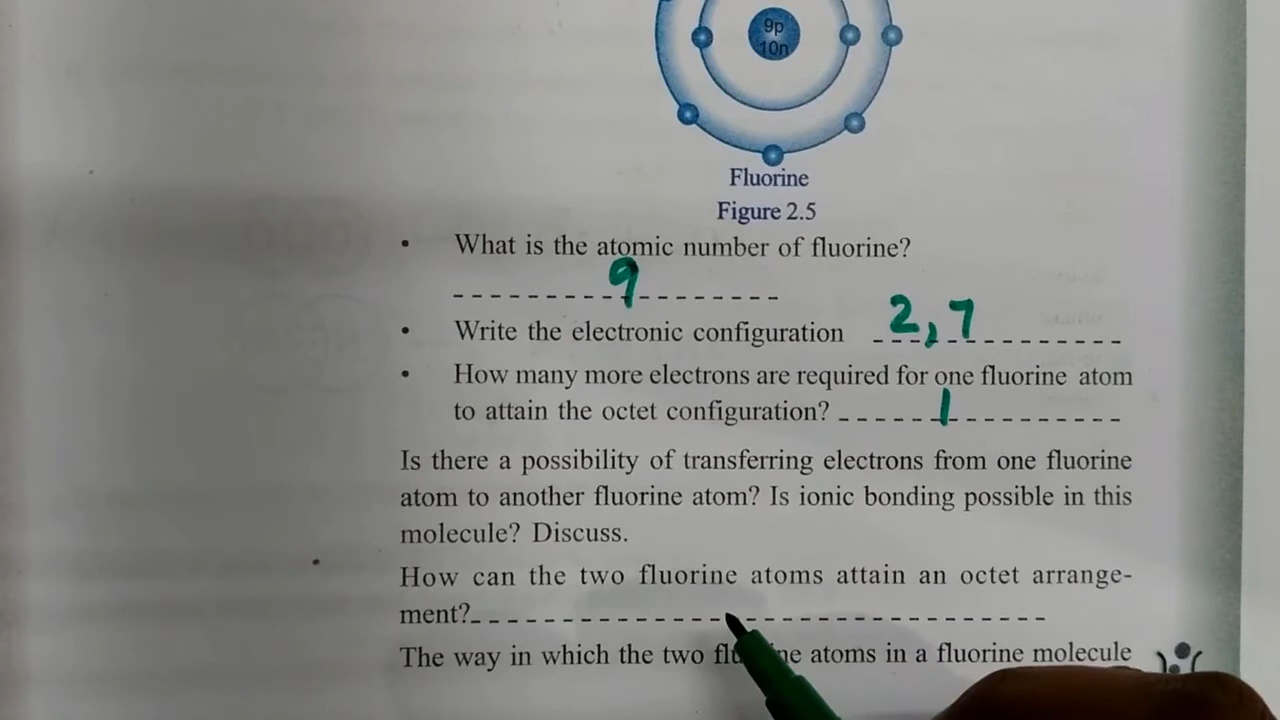 9p
10n
Fluorine
Figure 2.5
• What is the atomic number of fluorine?
9
• Write the electronic configuration 2,7
• How many more electrons are required for one fluorine atom
to attain the octet configuration? 1
Is there a possibility of transferring electrons from one fluorine
atom to another fluorine atom? Is ionic bonding possible in this
molecule? Discuss.
How can the two fluorine atoms attain an octet arrange-
ment?
The way in which the two fluorine atoms in a fluorine molecule